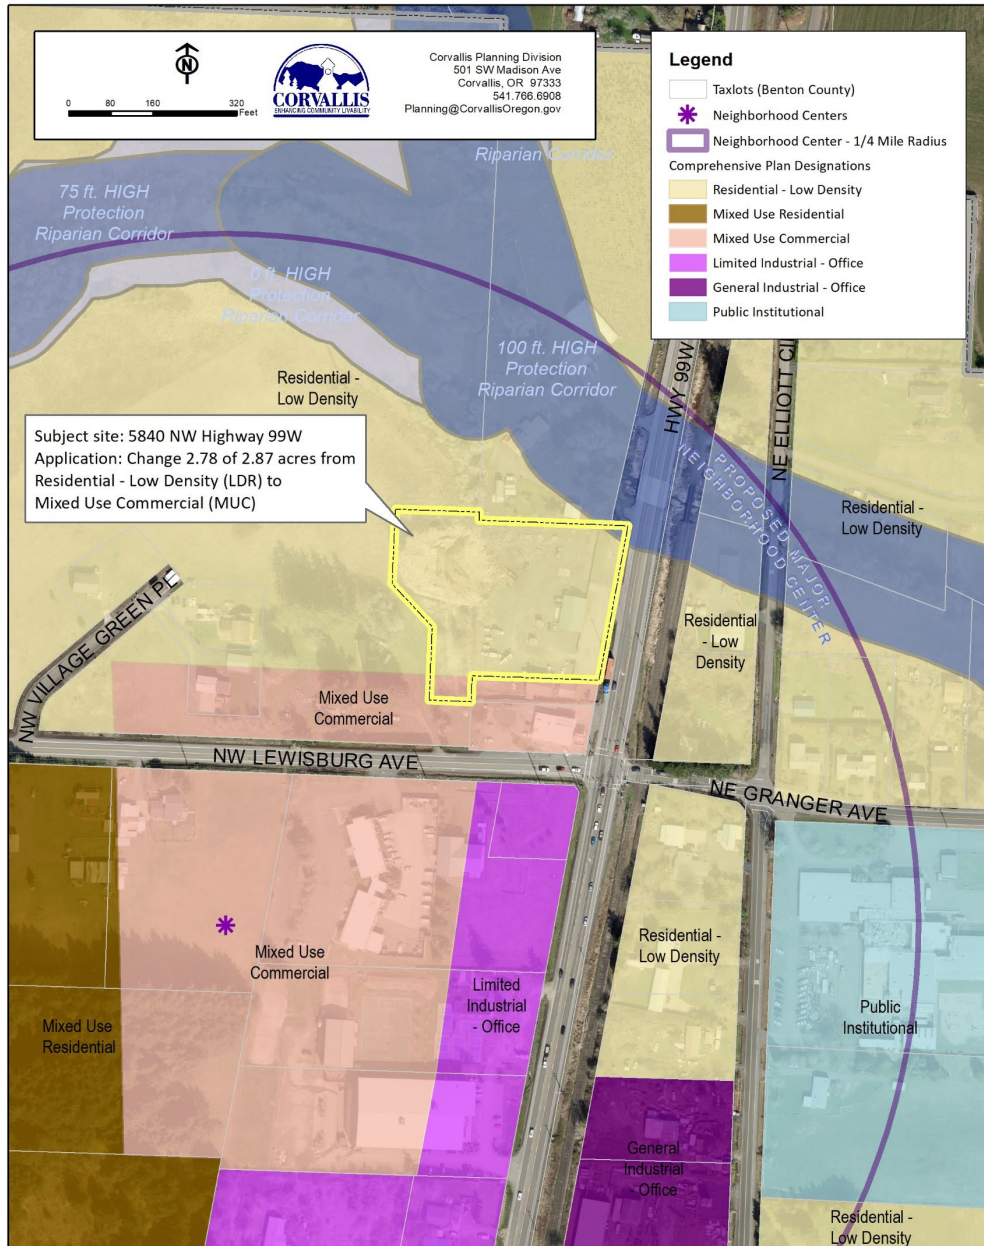 N
0 80 160 320
Feet
CORVALLIS
ENHANCING COMMUNITY LIVABILITY
Corvallis Planning Division
501 SW Madison Ave
Corvallis, OR 97333
541.766.6908
Planning@CorvallisOregon.gov
Legend
Taxlots (Benton County)
Neighborhood Centers
Neighborhood Center - 1/4 Mile Radius
Comprehensive Plan Designations
Residential - Low Density
Mixed Use Residential
Mixed Use Commercial
Limited Industrial - Office
General Industrial - Office
Public Institutional
Riparian Corridor
75 ft. HIGH
Protection
Riparian Corridor
0 ft. HIGH
Protection
Riparian Corridor
100 ft. HIGH
Protection
Riparian Corridor
HWY 99W
NE ELLIOTT CI
Residential -
Low Density
Subject site: 5840 NW Highway 99W
Application: Change 2.78 of 2.87 acres from
Residential - Low Density (LDR) to
Mixed Use Commercial (MUC)
PROPOSED MAJOR
NEIGHBORHOOD CENTER
Residential -
Low Density
NW VILLAGE GREEN PL
Residential
- Low
Density
Mixed Use
Commercial
NW LEWISBURG AVE
NE GRANGER AVE
Mixed Use
Commercial
Residential -
Low Density
Limited
Industrial
- Office
Public
Institutional
Mixed Use
Residential
General
Industrial
Office
Residential -
Low Density